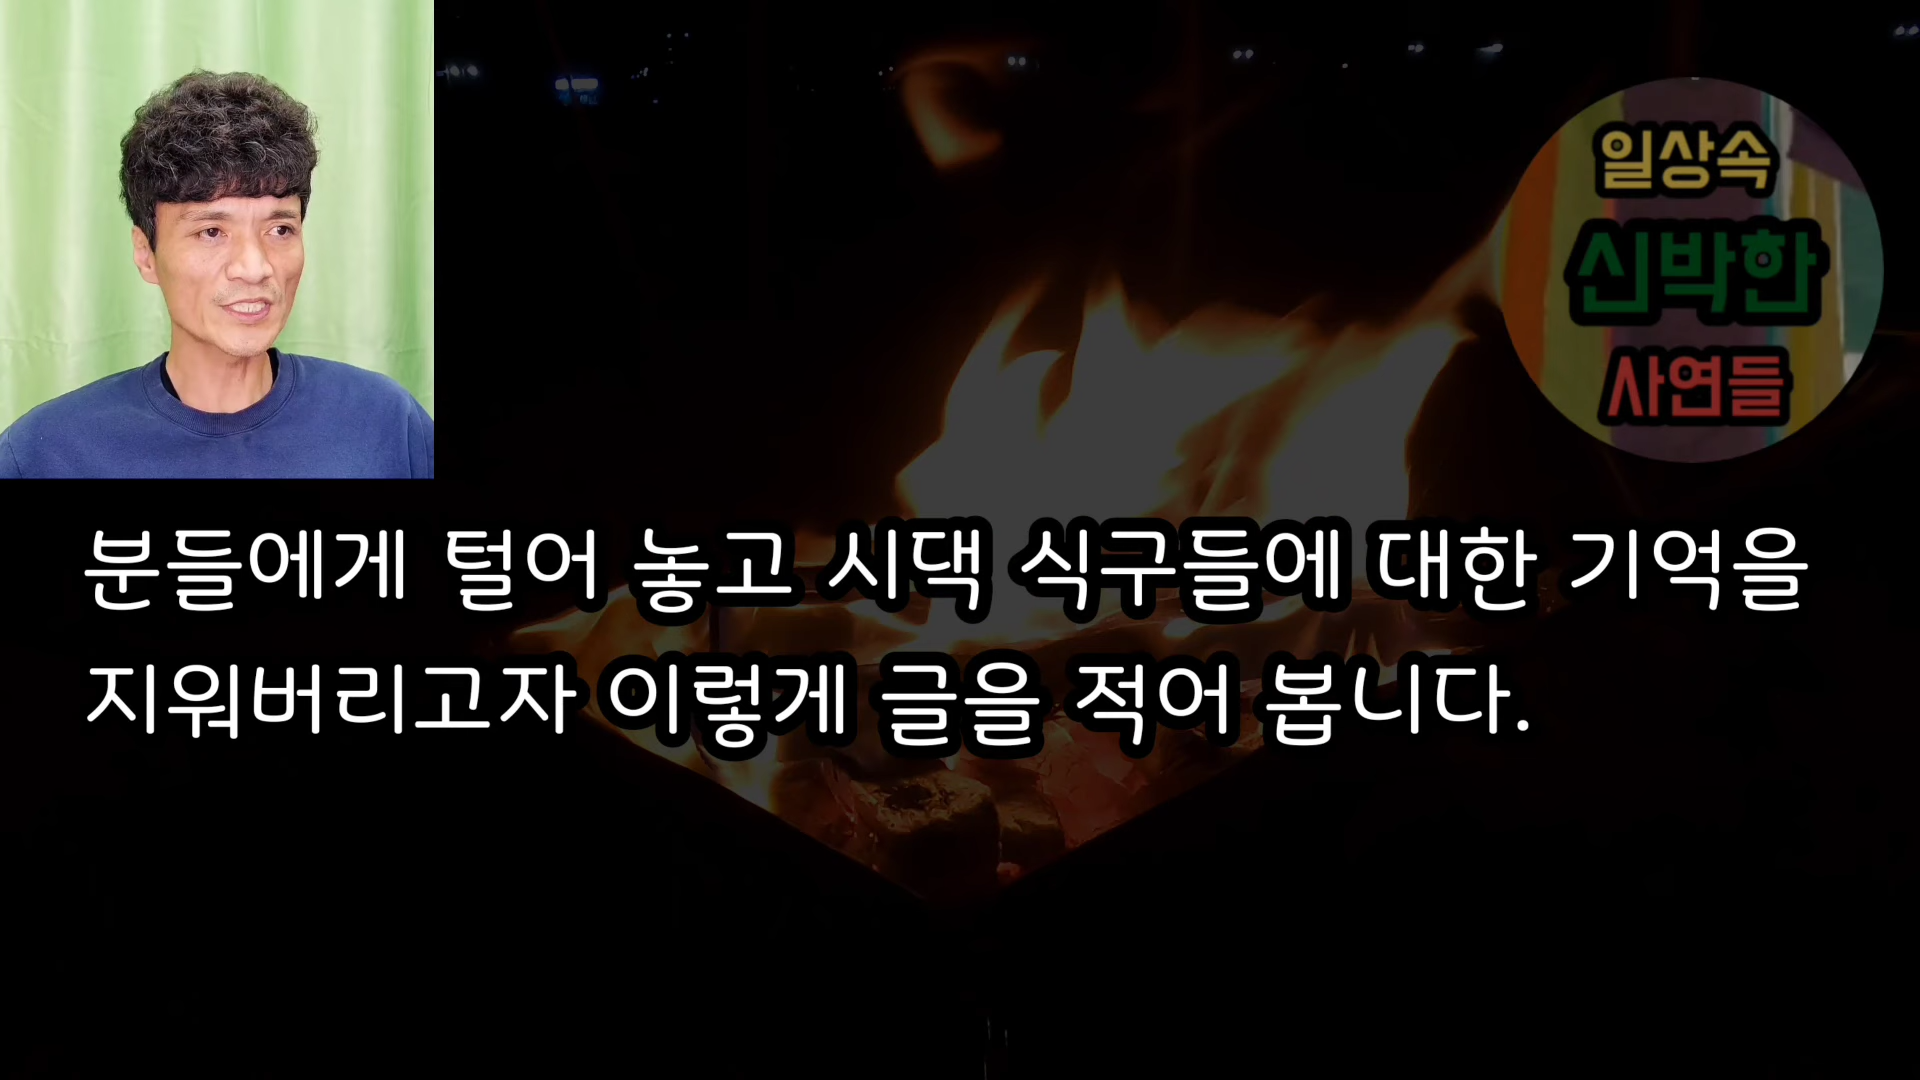 일상속
신박한
사연들
분들에게 털어 놓고 시댁 식구들에 대한 기억을
지워버리고자 이렇게 글을 적어 봅니다.